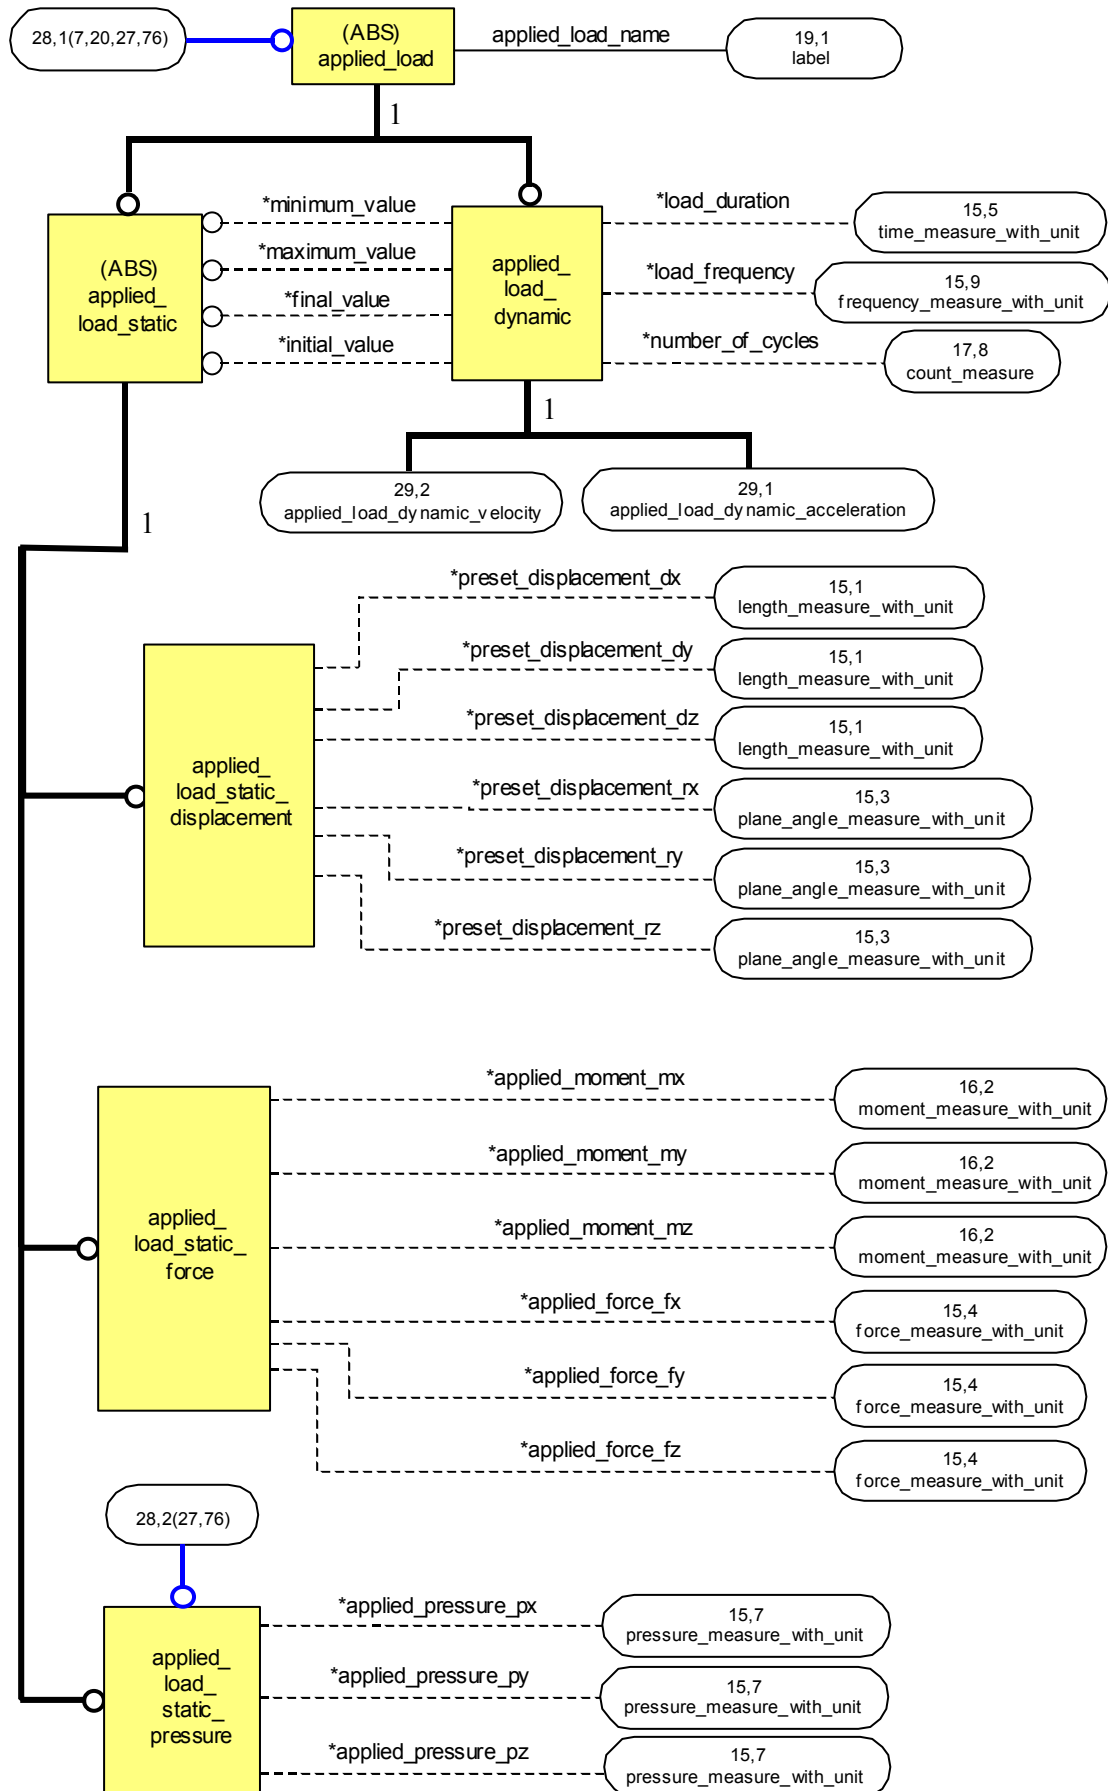 28,1(7,20,27,76)
(ABS)
applied_load
applied_load_name
19,1
label
1
(ABS)
applied_
load_static
*minimum_value
*maximum_value
*final_value
*initial_value
applied_
load_
dynamic
*load_duration
15,5
time_measure_with_unit
*load_frequency
15,9
frequency_measure_with_unit
*number_of_cycles
17,8
count_measure
1
29,2
applied_load_dynamic_velocity
29,1
applied_load_dynamic_acceleration
1
applied_
load_static_
displacement
*preset_displacement_dx
15,1
length_measure_with_unit
*preset_displacement_dy
15,1
length_measure_with_unit
*preset_displacement_dz
15,1
length_measure_with_unit
*preset_displacement_rx
15,3
plane_angle_measure_with_unit
*preset_displacement_ry
15,3
plane_angle_measure_with_unit
*preset_displacement_rz
15,3
plane_angle_measure_with_unit
applied_
load_static_
force
*applied_moment_mx
16,2
moment_measure_with_unit
*applied_moment_my
16,2
moment_measure_with_unit
*applied_moment_mz
16,2
moment_measure_with_unit
*applied_force_fx
15,4
force_measure_with_unit
*applied_force_fy
15,4
force_measure_with_unit
*applied_force_fz
15,4
force_measure_with_unit
28,2(27,76)
applied_
load_
static_
pressure
*applied_pressure_px
15,7
pressure_measure_with_unit
*applied_pressure_py
15,7
pressure_measure_with_unit
*applied_pressure_pz
15,7
pressure_measure_with_unit